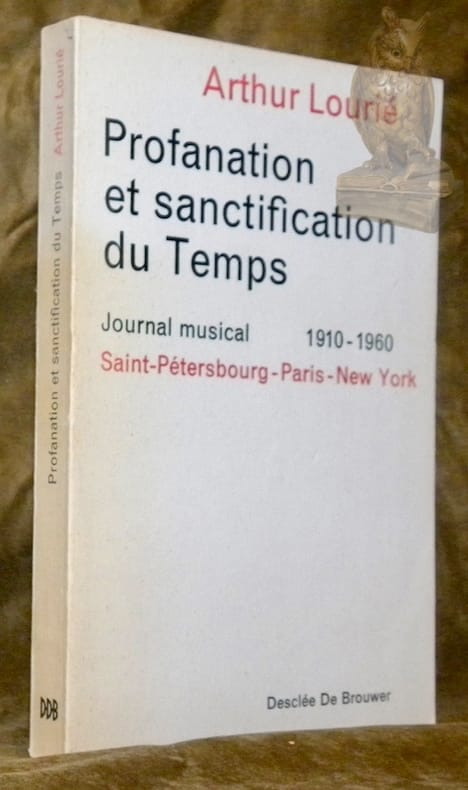 Arthur Lourié
Profanation
et sanctification
du Temps
Journal musical 1910-1960
Saint-Pétersbourg-Paris-New York
Desclée De Brouwer
Profanation et sanctification du Temps Arthur Lourié
DDB